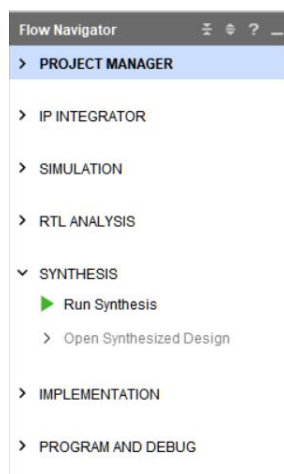 Flow Navigator ?
PROJECT MANAGER
IP INTEGRATOR
SIMULATION
RTL ANALYSIS
SYNTHESIS
Run Synthesis
Open Synthesized Design
IMPLEMENTATION
PROGRAM AND DEBUG